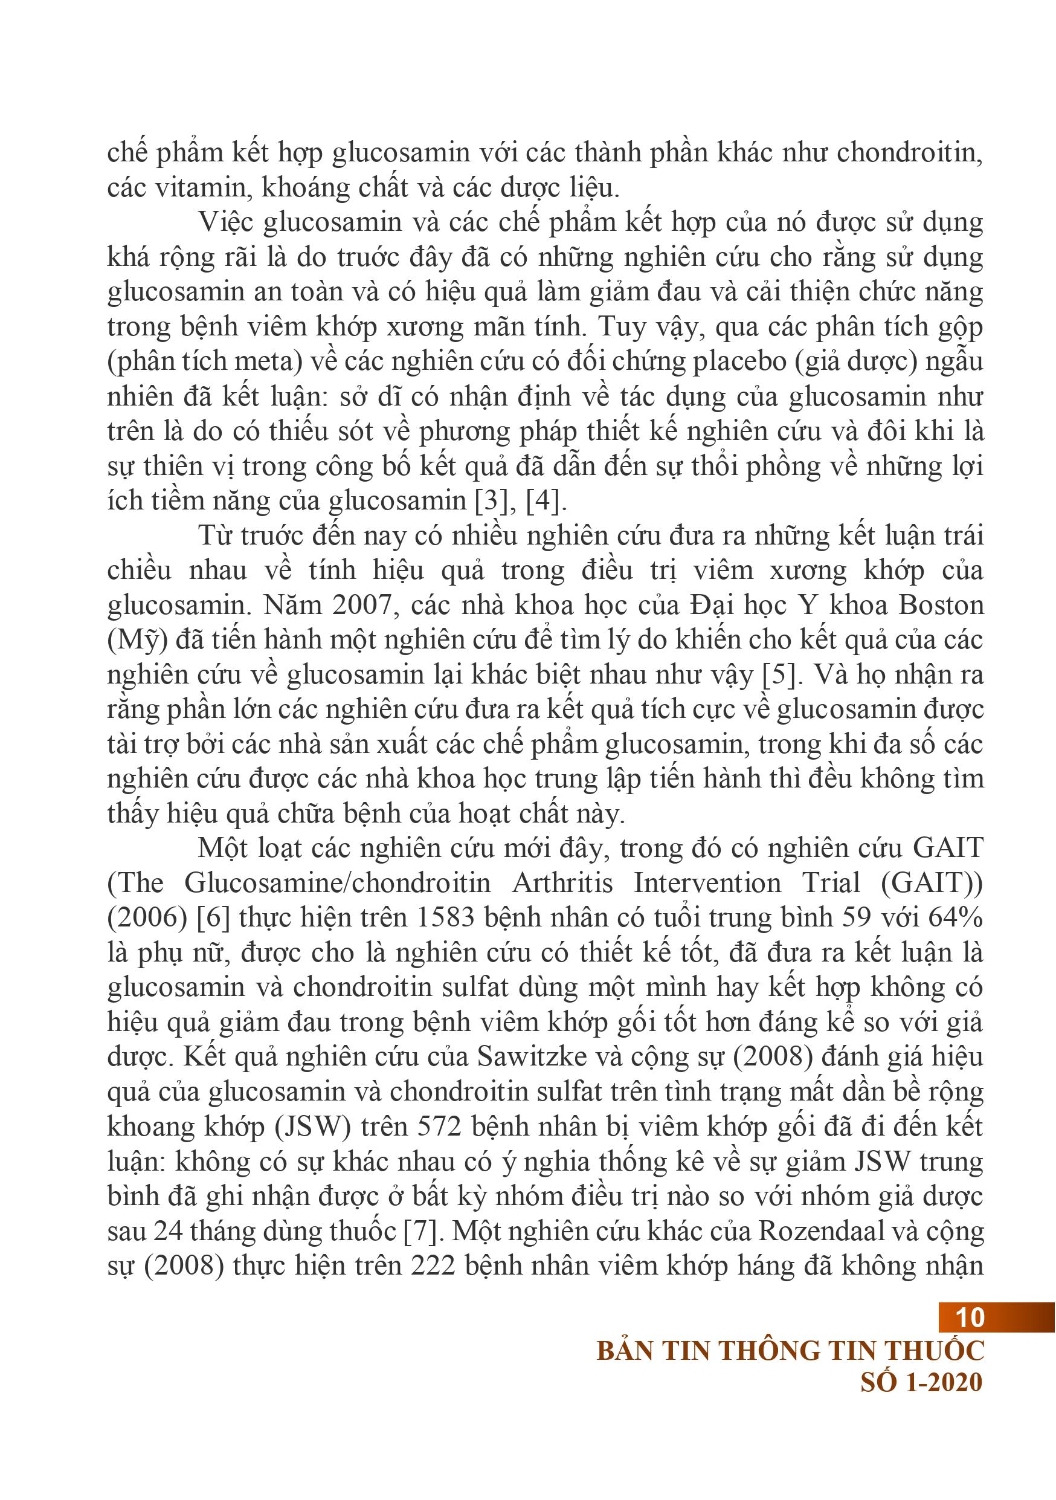 chế phẩm kết hợp glucosamin với các thành phần khác như chondroitin,
các vitamin, khoáng chất và các dược liệu.
Việc glucosamin và các chế phẩm kết hợp của nó được sử dụng
khá rộng rãi là do truớc đây đã có những nghiên cứu cho rằng sử dụng
glucosamin an toàn và có hiệu quả làm giảm đau và cải thiện chức năng
trong bệnh viêm khớp xương mãn tính. Tuy vậy, qua các phân tích gộp
(phân tích meta) về các nghiên cứu có đối chứng placebo (giả dược) ngẫu
nhiên đã kết luận: sở dĩ có nhận định về tác dụng của glucosamin như
trên là do có thiếu sót về phương pháp thiết kế nghiên cứu và đôi khi là
sự thiên vị trong công bố kết quả đã dẫn đến sự thổi phồng về những lợi
ích tiềm năng của glucosamin [3], [4].
Từ truớc đến nay có nhiều nghiên cứu đưa ra những kết luận trái
chiều nhau về tính hiệu quả trong điều trị viêm xương khớp của
glucosamin. Năm 2007, các nhà khoa học của Đại học Y khoa Boston
(Mỹ) đã tiến hành một nghiên cứu để tìm lý do khiến cho kết quả của các
nghiên cứu về glucosamin lại khác biệt nhau như vậy [5]. Và họ nhận ra
rằng phần lớn các nghiên cứu đưa ra kết quả tích cực về glucosamin được
tài trợ bởi các nhà sản xuất các chế phẩm glucosamin, trong khi đa số các
nghiên cứu được các nhà khoa học trung lập tiến hành thì đều không tìm
thấy hiệu quả chữa bệnh của hoạt chất này.
Một loạt các nghiên cứu mới đây, trong đó có nghiên cứu GAIT
(The Glucosamine/chondroitin Arthritis Intervention Trial (GAIT))
(2006) [6] thực hiện trên 1583 bệnh nhân có tuổi trung bình 59 với 64%
là phụ nữ, được cho là nghiên cứu có thiết kế tốt, đã đưa ra kết luận là
glucosamin và chondroitin sulfat dùng một mình hay kết hợp không có
hiệu quả giảm đau trong bệnh viêm khớp gối tốt hơn đáng kể so với giả
dược. Kết quả nghiên cứu của Sawitzke và cộng sự (2008) đánh giá hiệu
quả của glucosamin và chondroitin sulfat trên tình trạng mất dần bề rộng
khoang khớp (JSW) trên 572 bệnh nhân bị viêm khớp gối đã đi đến kết
luận: không có sự khác nhau có ý nghia thống kê về sự giảm JSW trung
bình đã ghi nhận được ở bất kỳ nhóm điều trị nào so với nhóm giả dược
sau 24 tháng dùng thuốc [7]. Một nghiên cứu khác của Rozendaal và cộng
sự (2008) thực hiện trên 222 bệnh nhân viêm khớp háng đã không nhận
10
BẢN TIN THÔNG TIN THUỐC
SỐ 1-2020